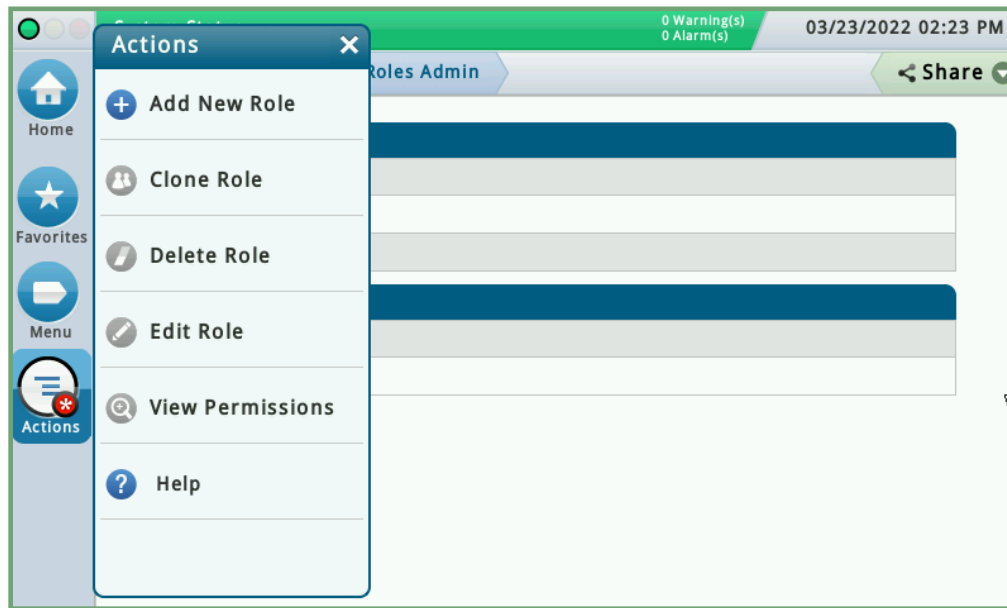 0 Warning(s)
0 Alarm(s)
03/23/2022 02:23 PM
Actions
Roles Admin
Share
Add New Role
Home
Clone Role
Favorites
Delete Role
Menu
Edit Role
Actions
View Permissions
? Help